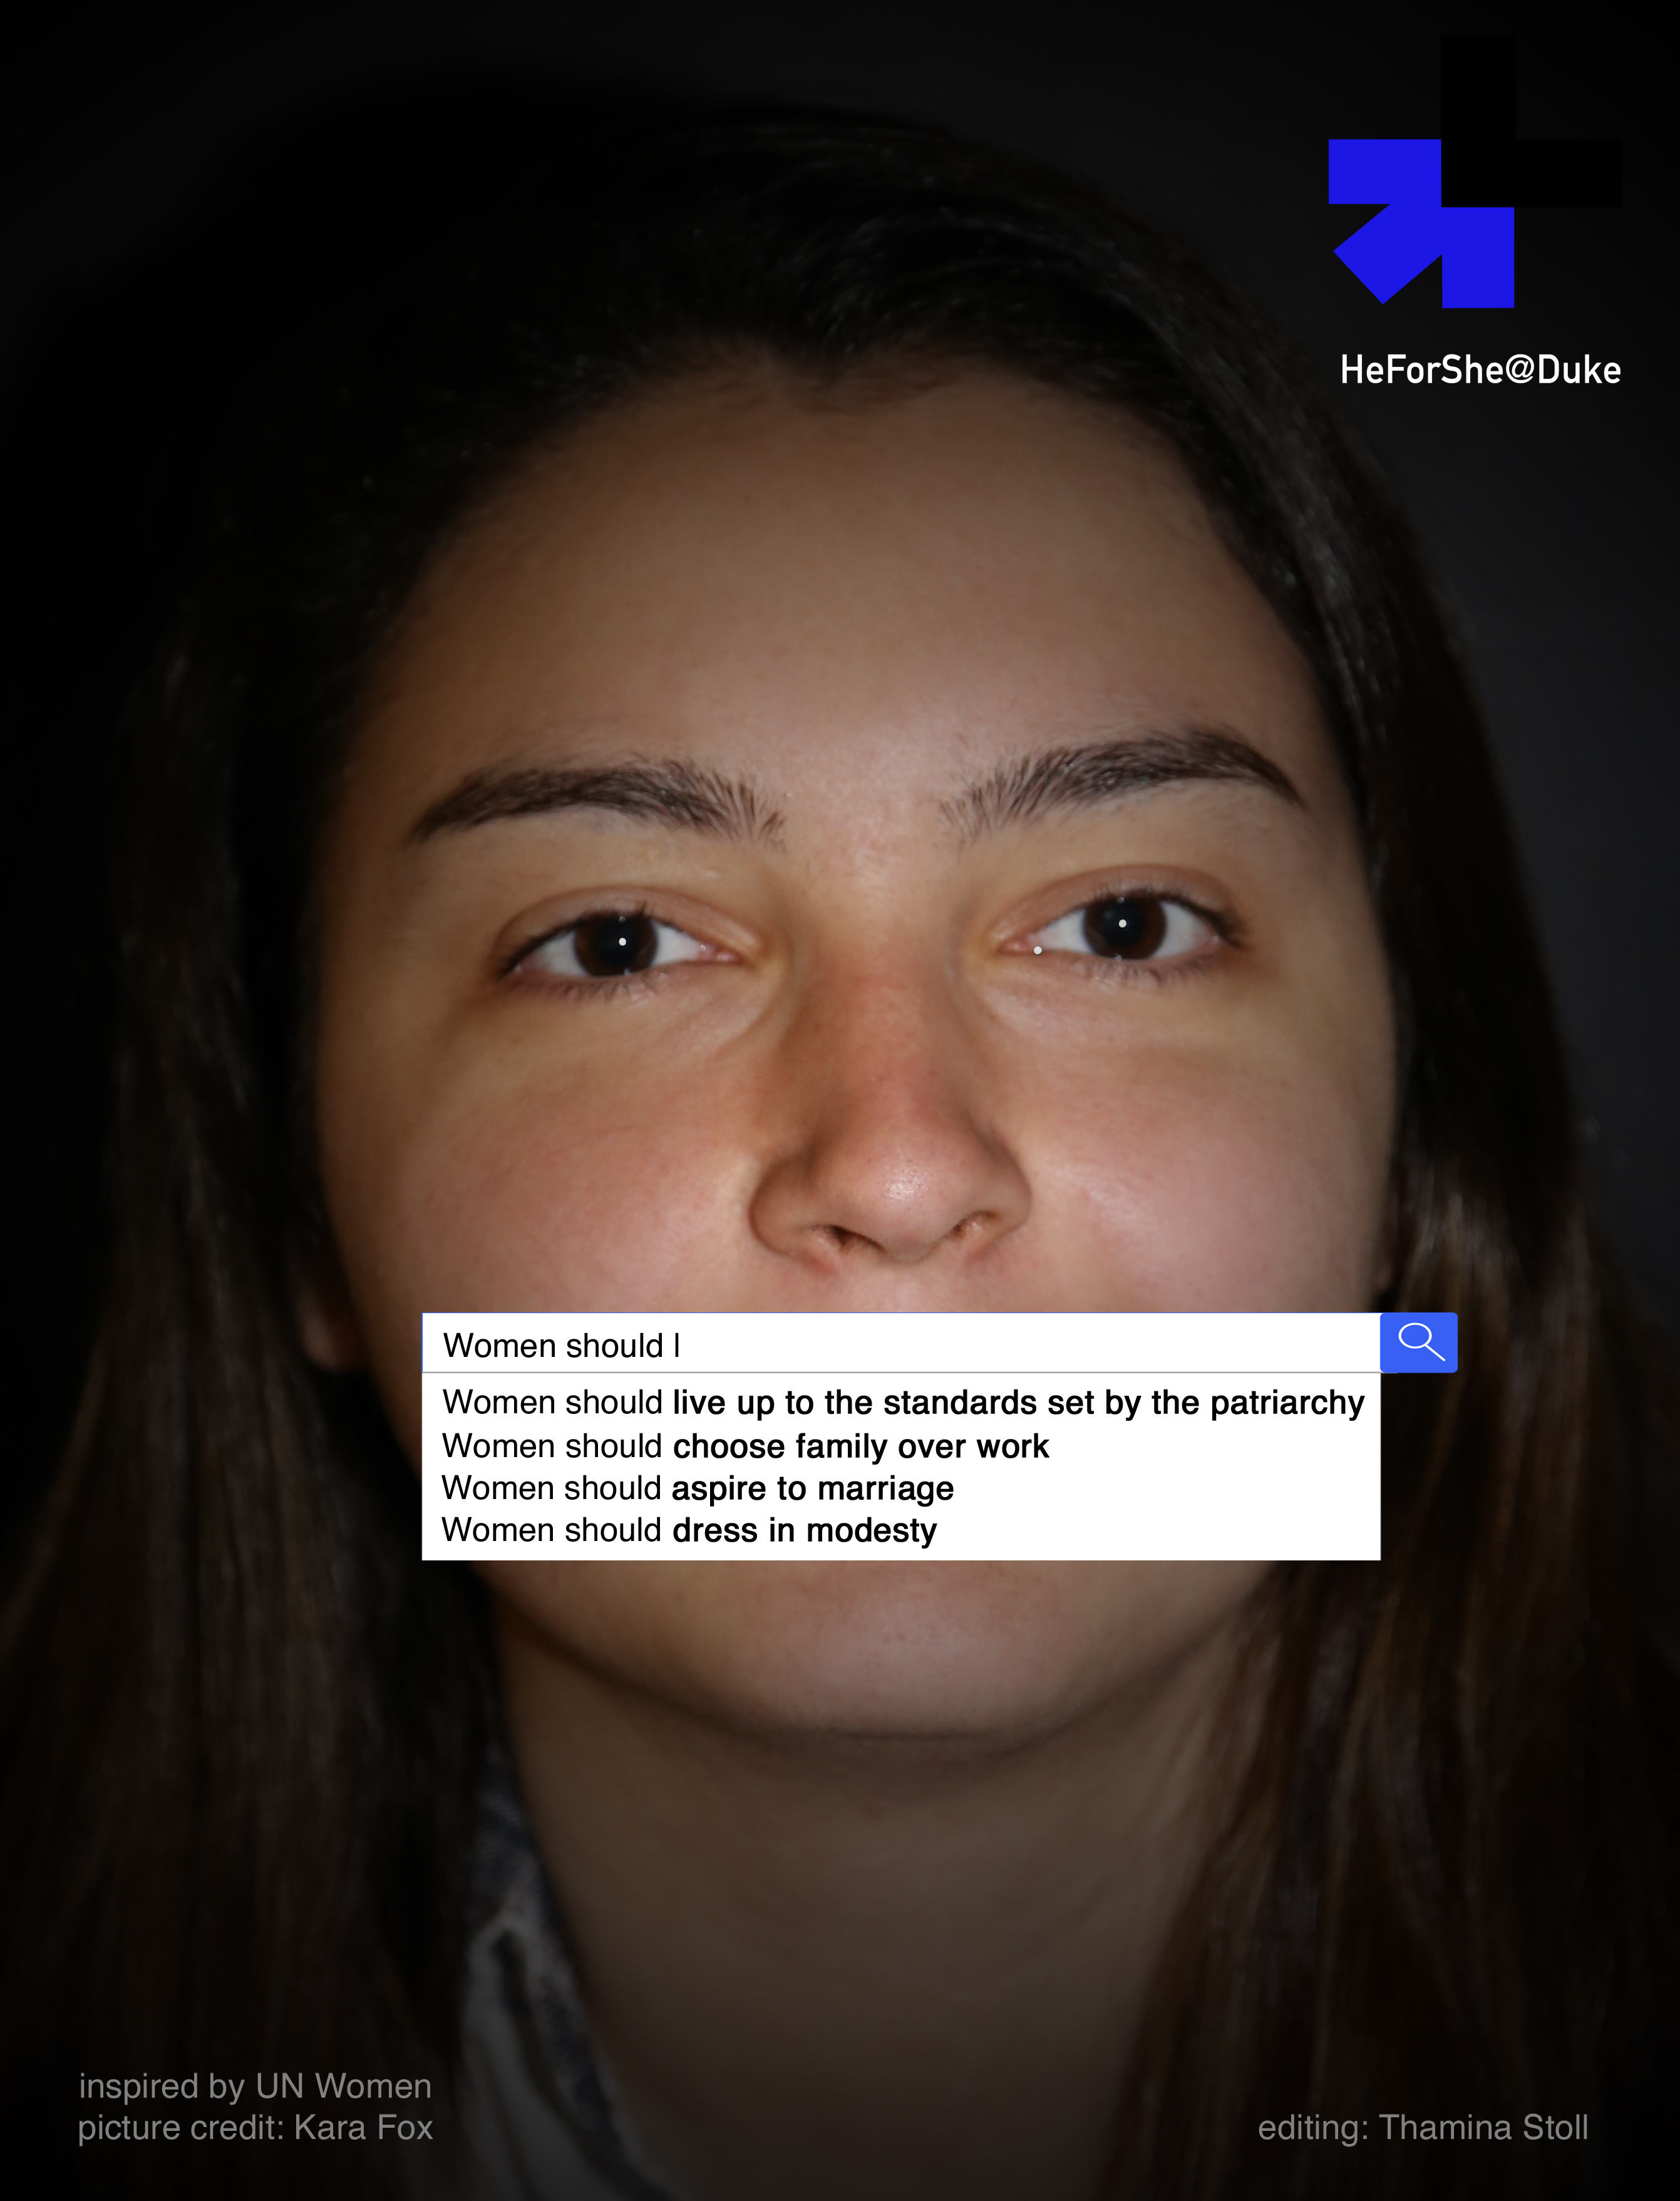 HeForShe@Duke
Women should l
Women should live up to the standards set by the patriarchy
Women should choose family over work
Women should aspire to marriage
Women should dress in modesty
inspired by UN Women
picture credit: Kara Fox
editing: Thamina Stoll